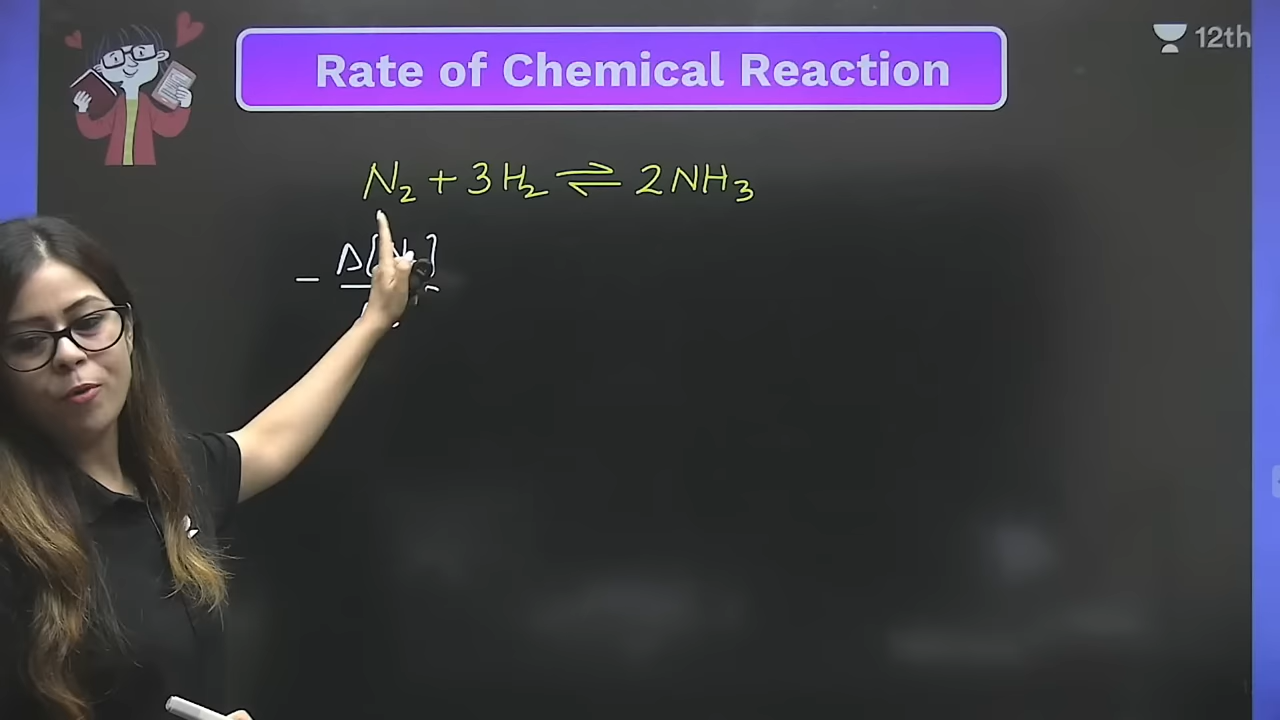 12th
Rate of Chemical Reaction
N₂ + 3H₂ ⇌ 2NH₃
− Δ[ ]